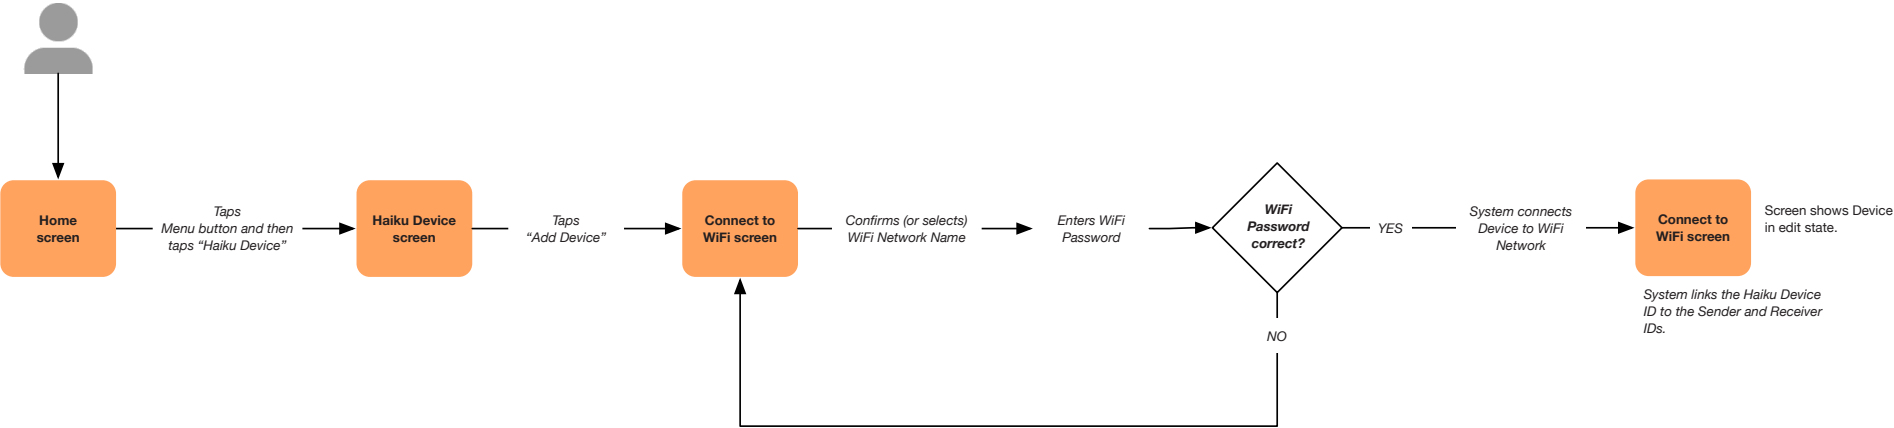 Home
screen
Taps
Menu button and then
taps “Haiku Device”
Haiku Device
screen
Taps
“Add Device”
Connect to
WiFi screen
Confirms (or selects)
WiFi Network Name
Enters WiFi
Password
WiFi
Password
correct?
YES
NO
System connects
Device to WiFi
Network
Connect to
WiFi screen
Screen shows Device
in edit state.
System links the Haiku Device
ID to the Sender and Receiver
IDs.